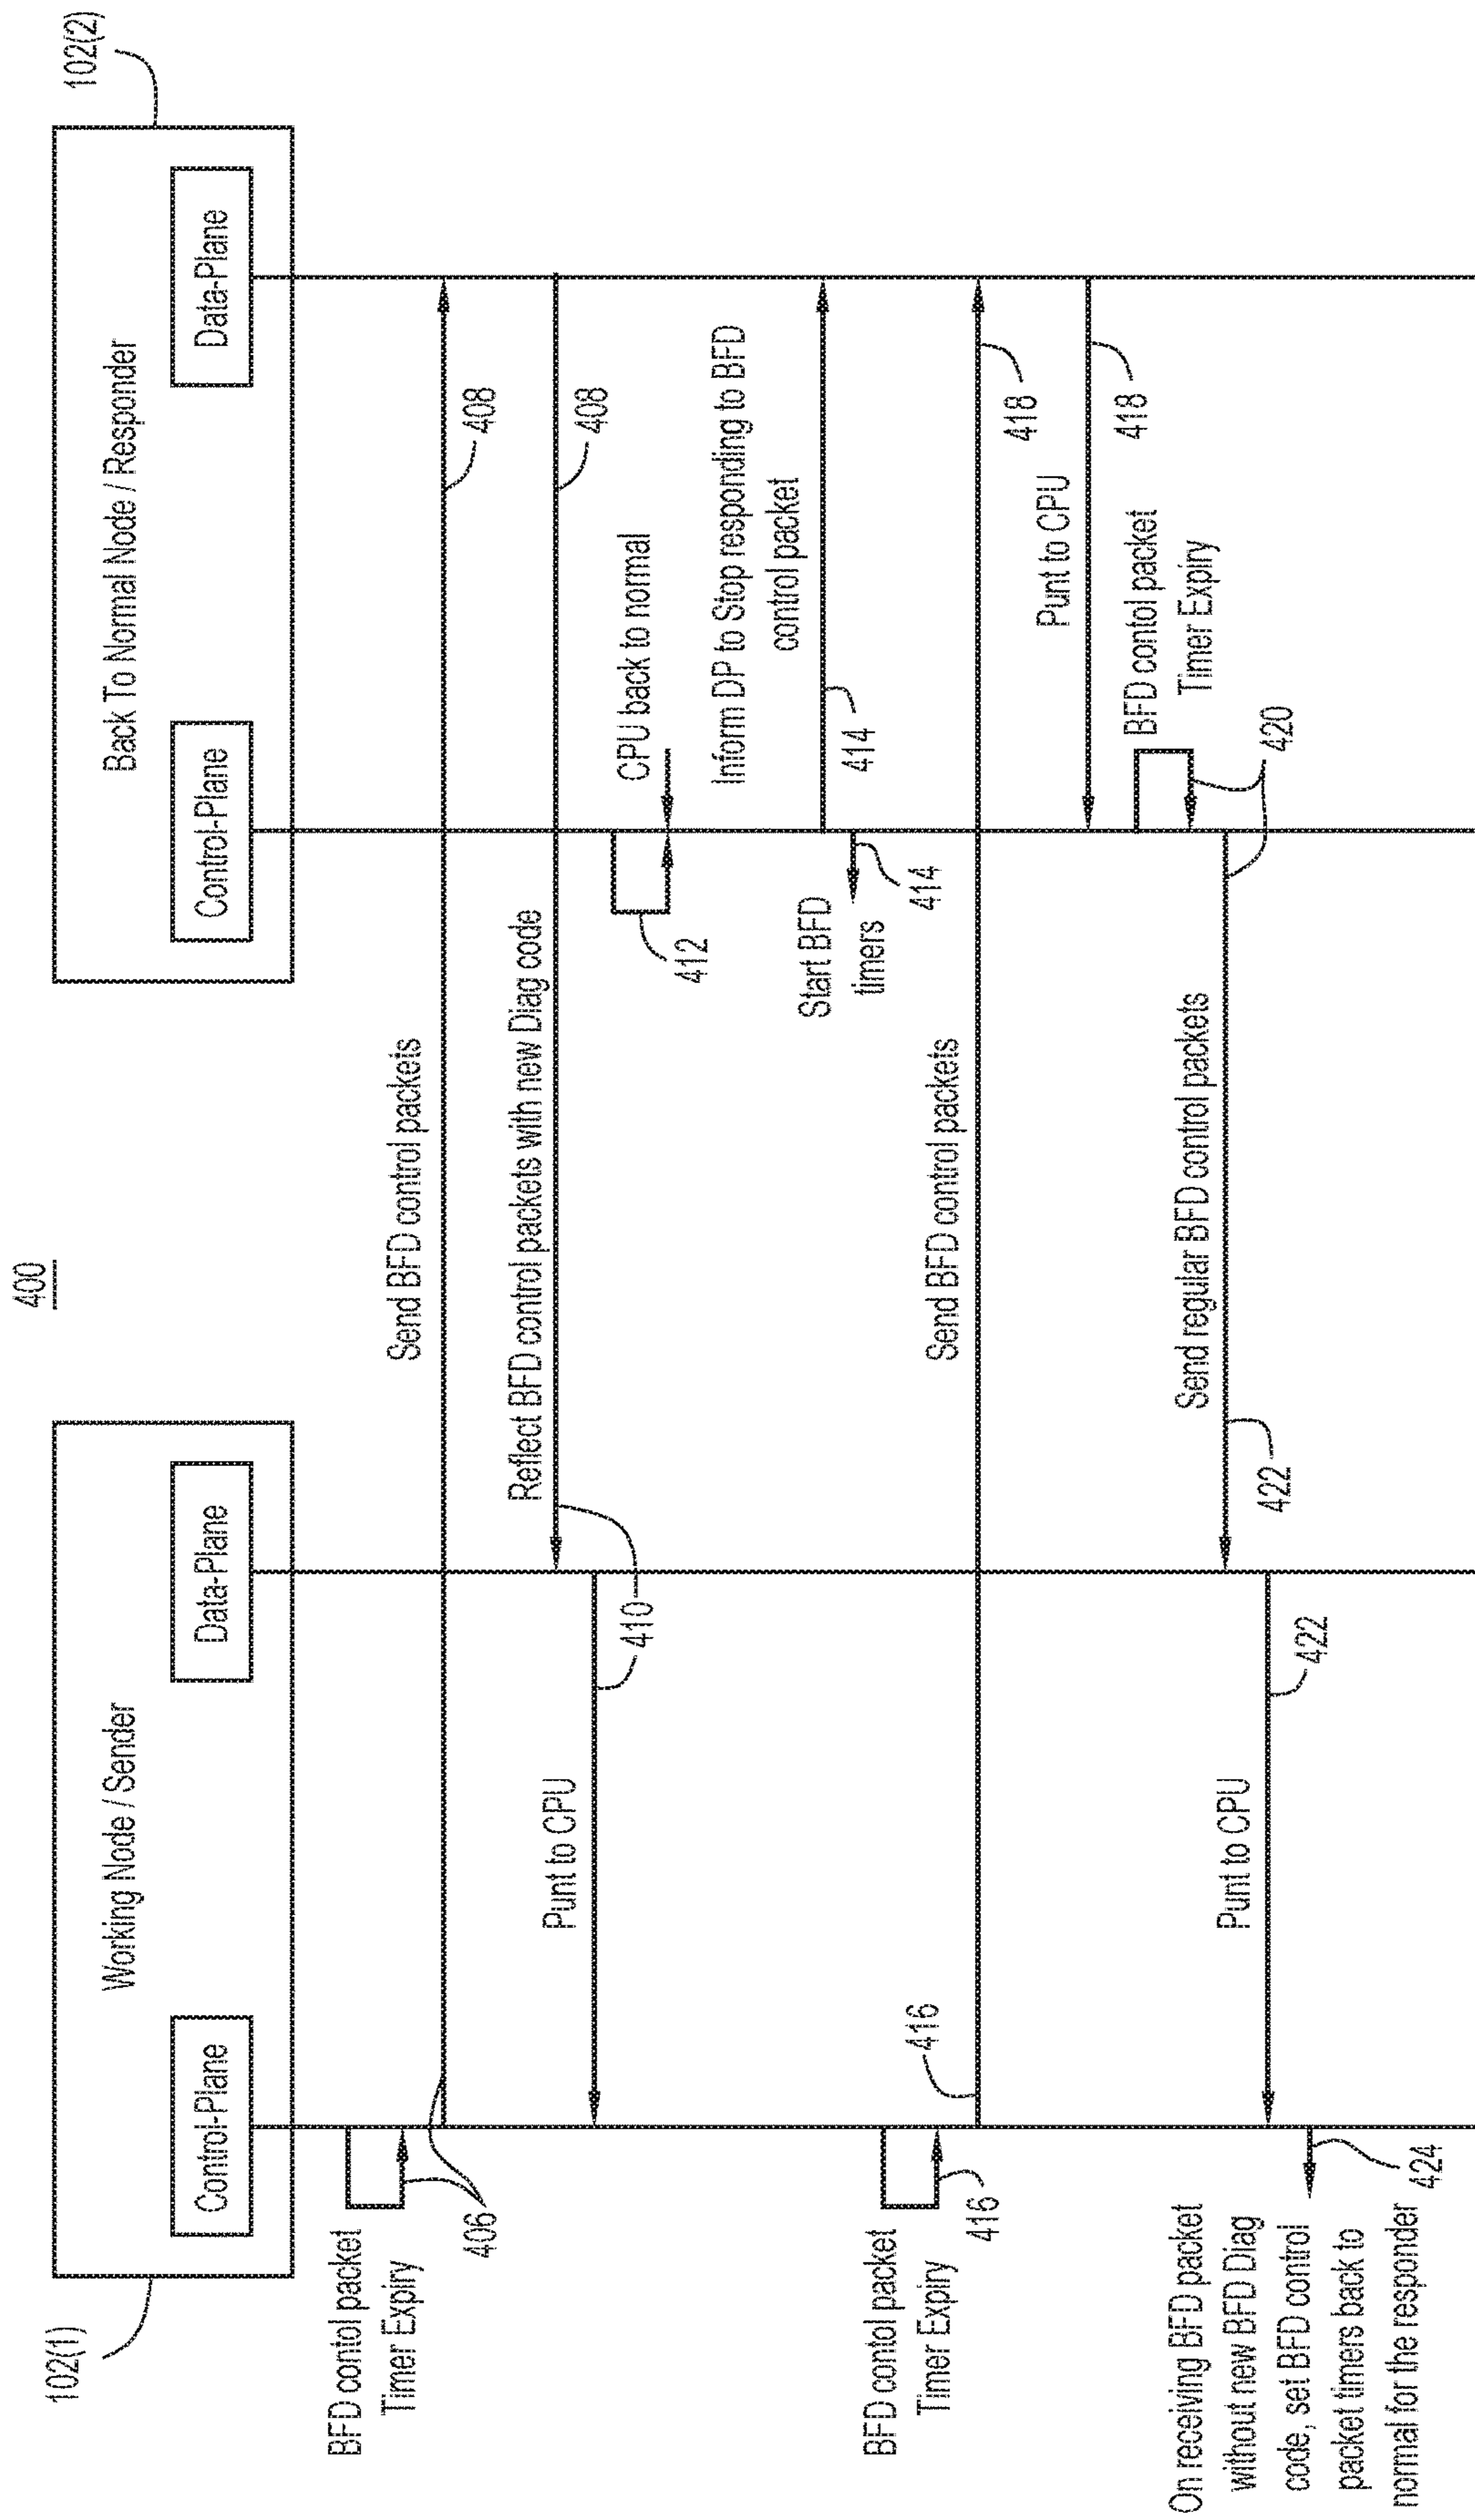 400
102(1)
Working Node / Sender
Control-Plane
Data-Plane
102(2)
Back To Normal Node / Responder
Control-Plane
Data-Plane
BFD contol packet
Timer Expiry
406
Send BFD control packets
408
Reflect BFD control packets with new Diag code
408
410
Punt to CPU
CPU back to normal
412
Inform DP to Stop responding to BFD
control packet
414
Start BFD
timers
414
BFD contol packet
Timer Expiry
416
416
Send BFD control packets
418
Punt to CPU
418
BFD contol packet
Timer Expiry
420
Send regular BFD control packets
422
Punt to CPU
422
On receiving BFD packet
without new BFD Diag
code, set BFD control
packet timers back to
normal for the responder
424